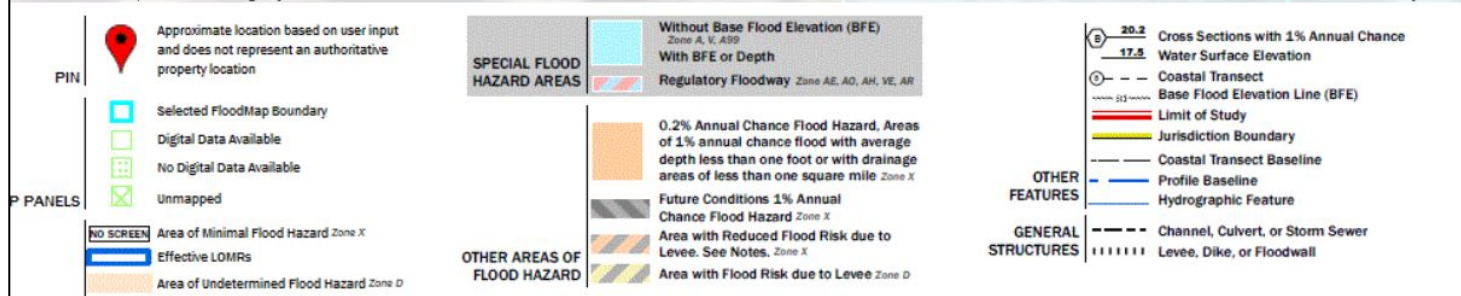 Approximate location based on user input
and does not represent an authoritative
property location
PIN
Selected FloodMap Boundary
Digital Data Available
No Digital Data Available
Unmapped
P PANELS
NO SCREEN Area of Minimal Flood Hazard Zone X
Effective LOMRs
Area of Undetermined Flood Hazard Zone D
SPECIAL FLOOD
HAZARD AREAS
Without Base Flood Elevation (BFE)
Zone A, V, A99
With BFE or Depth
Regulatory Floodway Zone AE, AO, AH, VE, AR
0.2% Annual Chance Flood Hazard, Areas
of 1% annual chance flood with average
depth less than one foot or with drainage
areas of less than one square mile Zone X
Future Conditions 1% Annual
Chance Flood Hazard Zone X
Area with Reduced Flood Risk due to
Levee. See Notes. Zone X
Area with Flood Risk due to Levee Zone D
OTHER AREAS OF
FLOOD HAZARD
20.2 Cross Sections with 1% Annual Chance
17.5 Water Surface Elevation
Coastal Transect
Base Flood Elevation Line (BFE)
Limit of Study
Jurisdiction Boundary
Coastal Transect Baseline
Profile Baseline
Hydrographic Feature
OTHER
FEATURES
Channel, Culvert, or Storm Sewer
Levee, Dike, or Floodwall
GENERAL
STRUCTURES